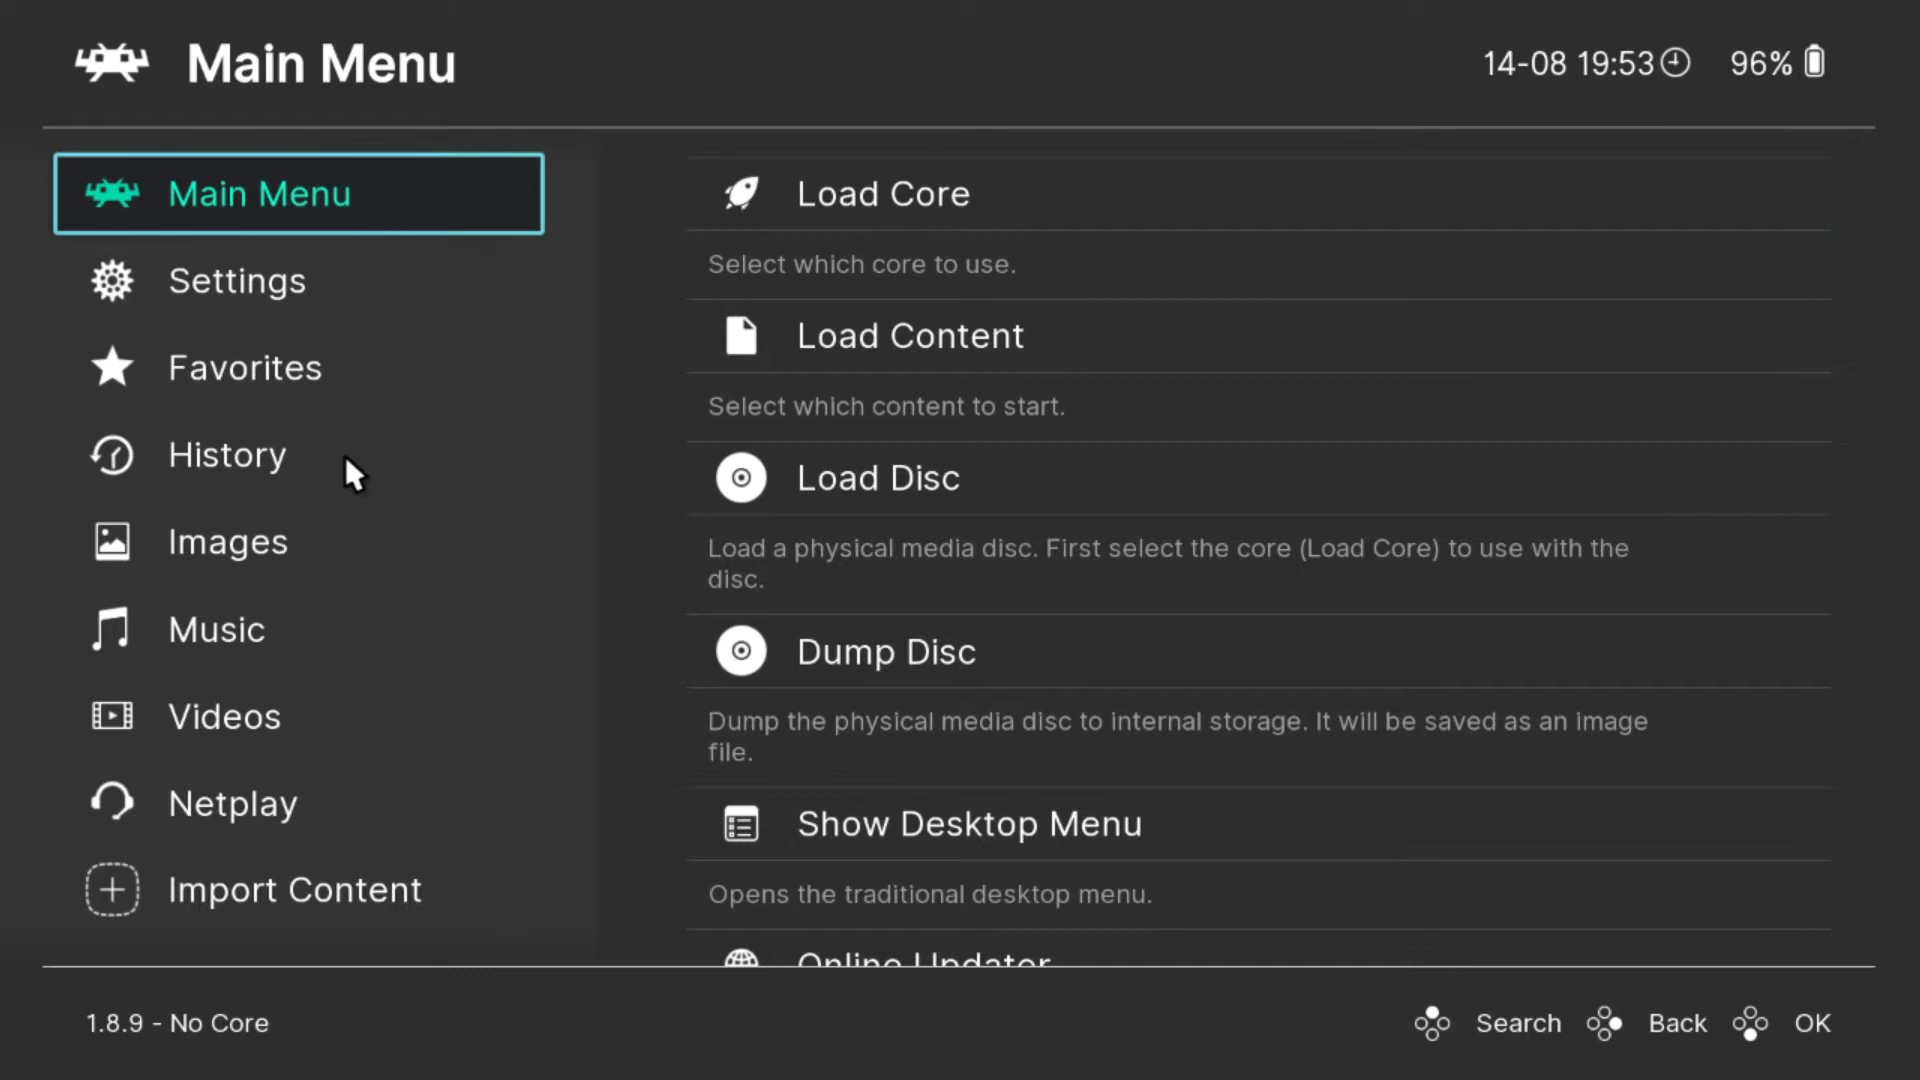 Main Menu
14-08 19:53
96%
Main Menu
Settings
Favorites
History
Images
Music
Videos
Netplay
Import Content
Load Core
Select which core to use.
Load Content
Select which content to start.
Load Disc
Load a physical media disc. First select the core (Load Core) to use with the
disc.
Dump Disc
Dump the physical media disc to internal storage. It will be saved as an image
file.
Show Desktop Menu
Opens the traditional desktop menu.
Online Updater
1.8.9 - No Core
Search
Back
OK